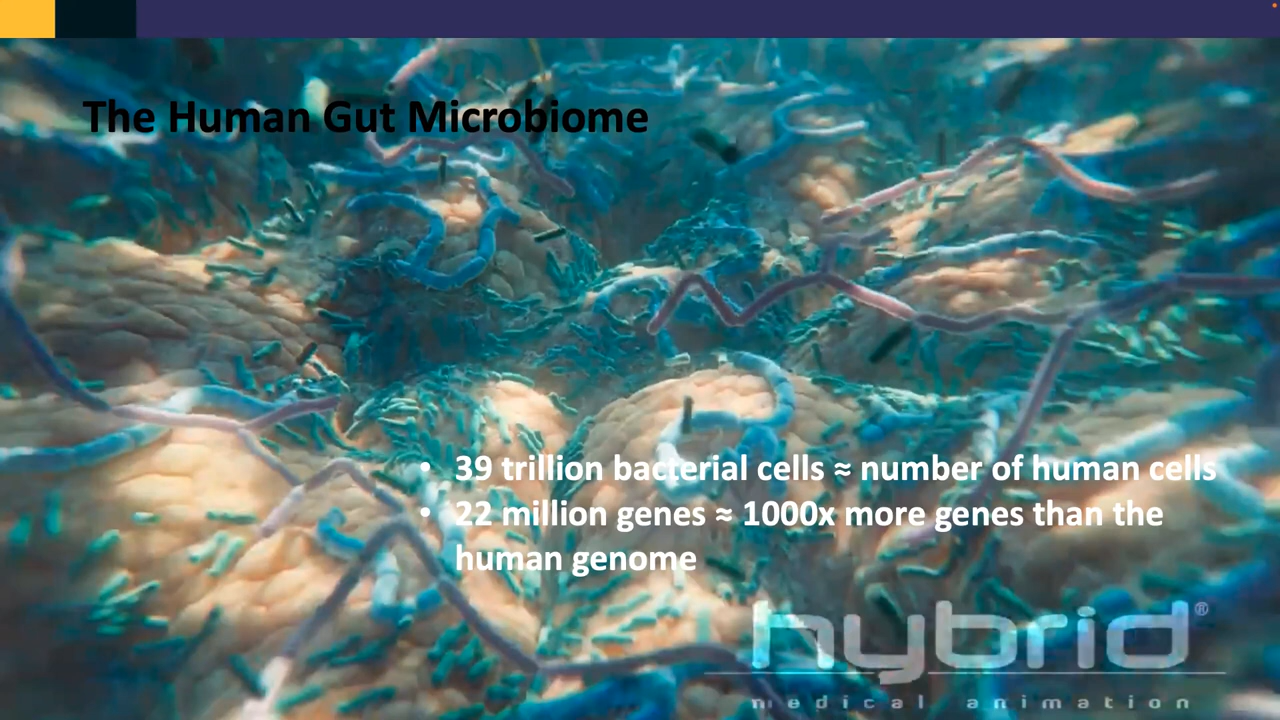 The Human Gut Microbiome
• 39 trillion bacterial cells ≈ number of human cells
• 22 million genes ≈ 1000x more genes than the
human genome
hybrid®
medical animation